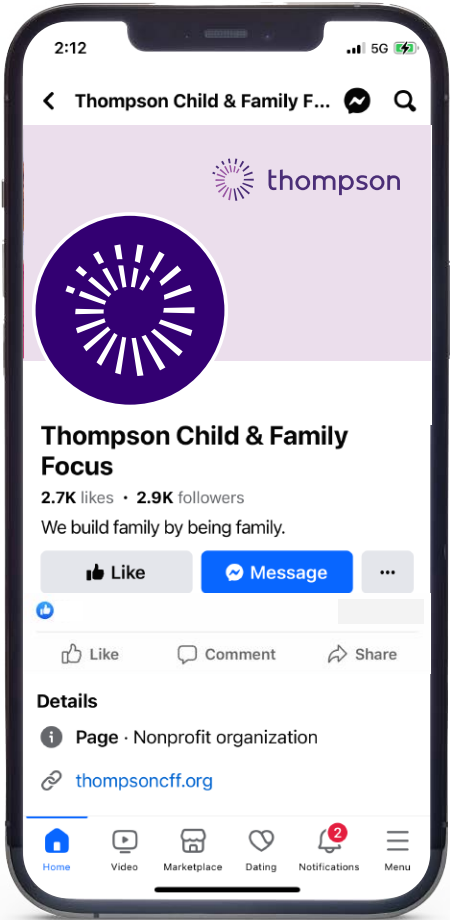 2:12 5G
Thompson Child & Family F...
thompson
Thompson Child & Family
Focus
2.7K likes • 2.9K followers
We build family by being family.
Like Message ...
Like Comment Share
Details
Page · Nonprofit organization
thompsoncff.org
2
Home Video Marketplace Dating Notifications Menu